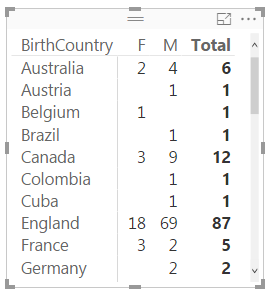 BirthCountry F M Total
Australia 2 4 6
Austria 1 1
Belgium 1 1
Brazil 1 1
Canada 3 9 12
Colombia 1 1
Cuba 1 1
England 18 69 87
France 3 2 5
Germany 2 2